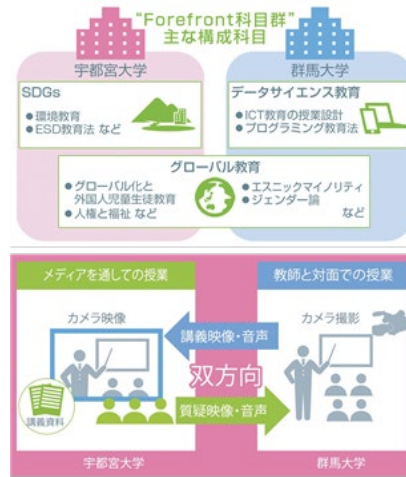 “Forefront科目群”
主な構成科目
宇都宮大学
群馬大学
SDGs
●環境教育
●ESD教育法 など
データサイエンス教育
●ICT教育の授業設計
●プログラミング教育法
グローバル教育
●グローバル化と
外国人児童生徒教育
●人権と福祉 など
●エスニックマイノリティ
●ジェンダー論
など
メディアを通しての授業
教師と対面での授業
カメラ映像
カメラ撮影
講義映像・音声
双方向
質疑映像・音声
講義資料
宇都宮大学
群馬大学